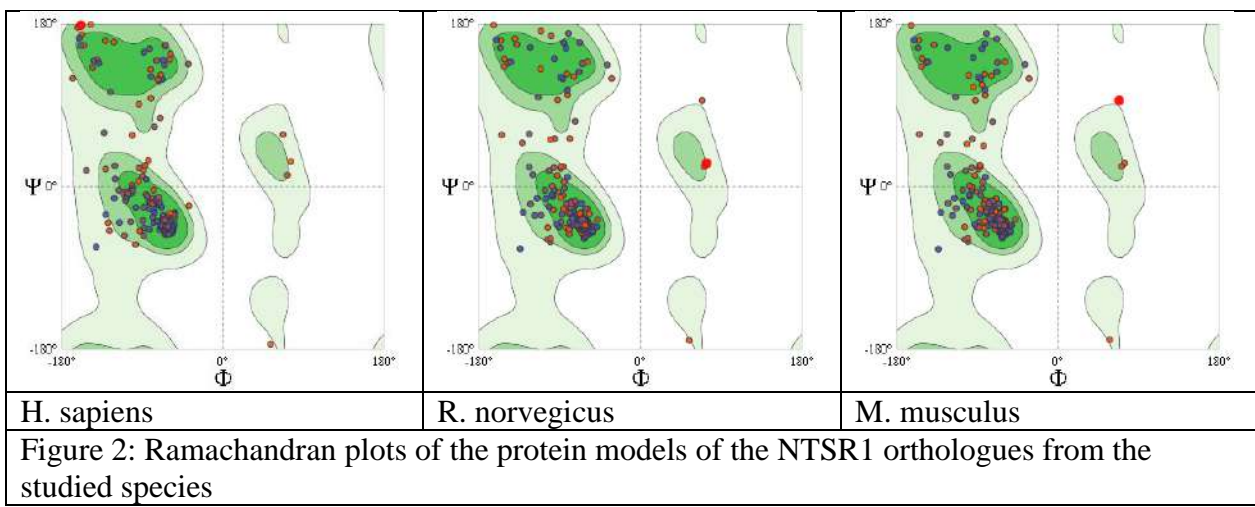 180°
180°
180°
Ψ 0°
Ψ 0°
Ψ 0°
-180°
-180°
-180°
-180°
0°
180°
-180°
0°
180°
-180°
0°
180°
Φ
Φ
Φ
H. sapiens
R. norvegicus
M. musculus
Figure 2: Ramachandran plots of the protein models of the NTSR1 orthologues from the
studied species